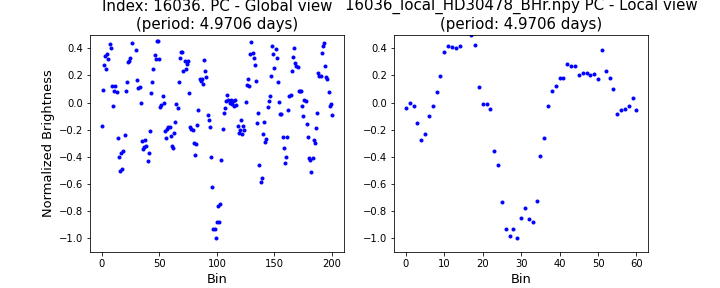 Index: 16036. PC - Global view
(period: 4.9706 days)
16036_local_HD30478_BHr.npy PC - Local view
(period: 4.9706 days)
Normalized Brightness
0.4
0.2
0.0
−0.2
−0.4
−0.6
−0.8
−1.0
0 50 100 150 200
Bin
0.4
0.2
0.0
−0.2
−0.4
−0.6
−0.8
−1.0
0 10 20 30 40 50 60
Bin